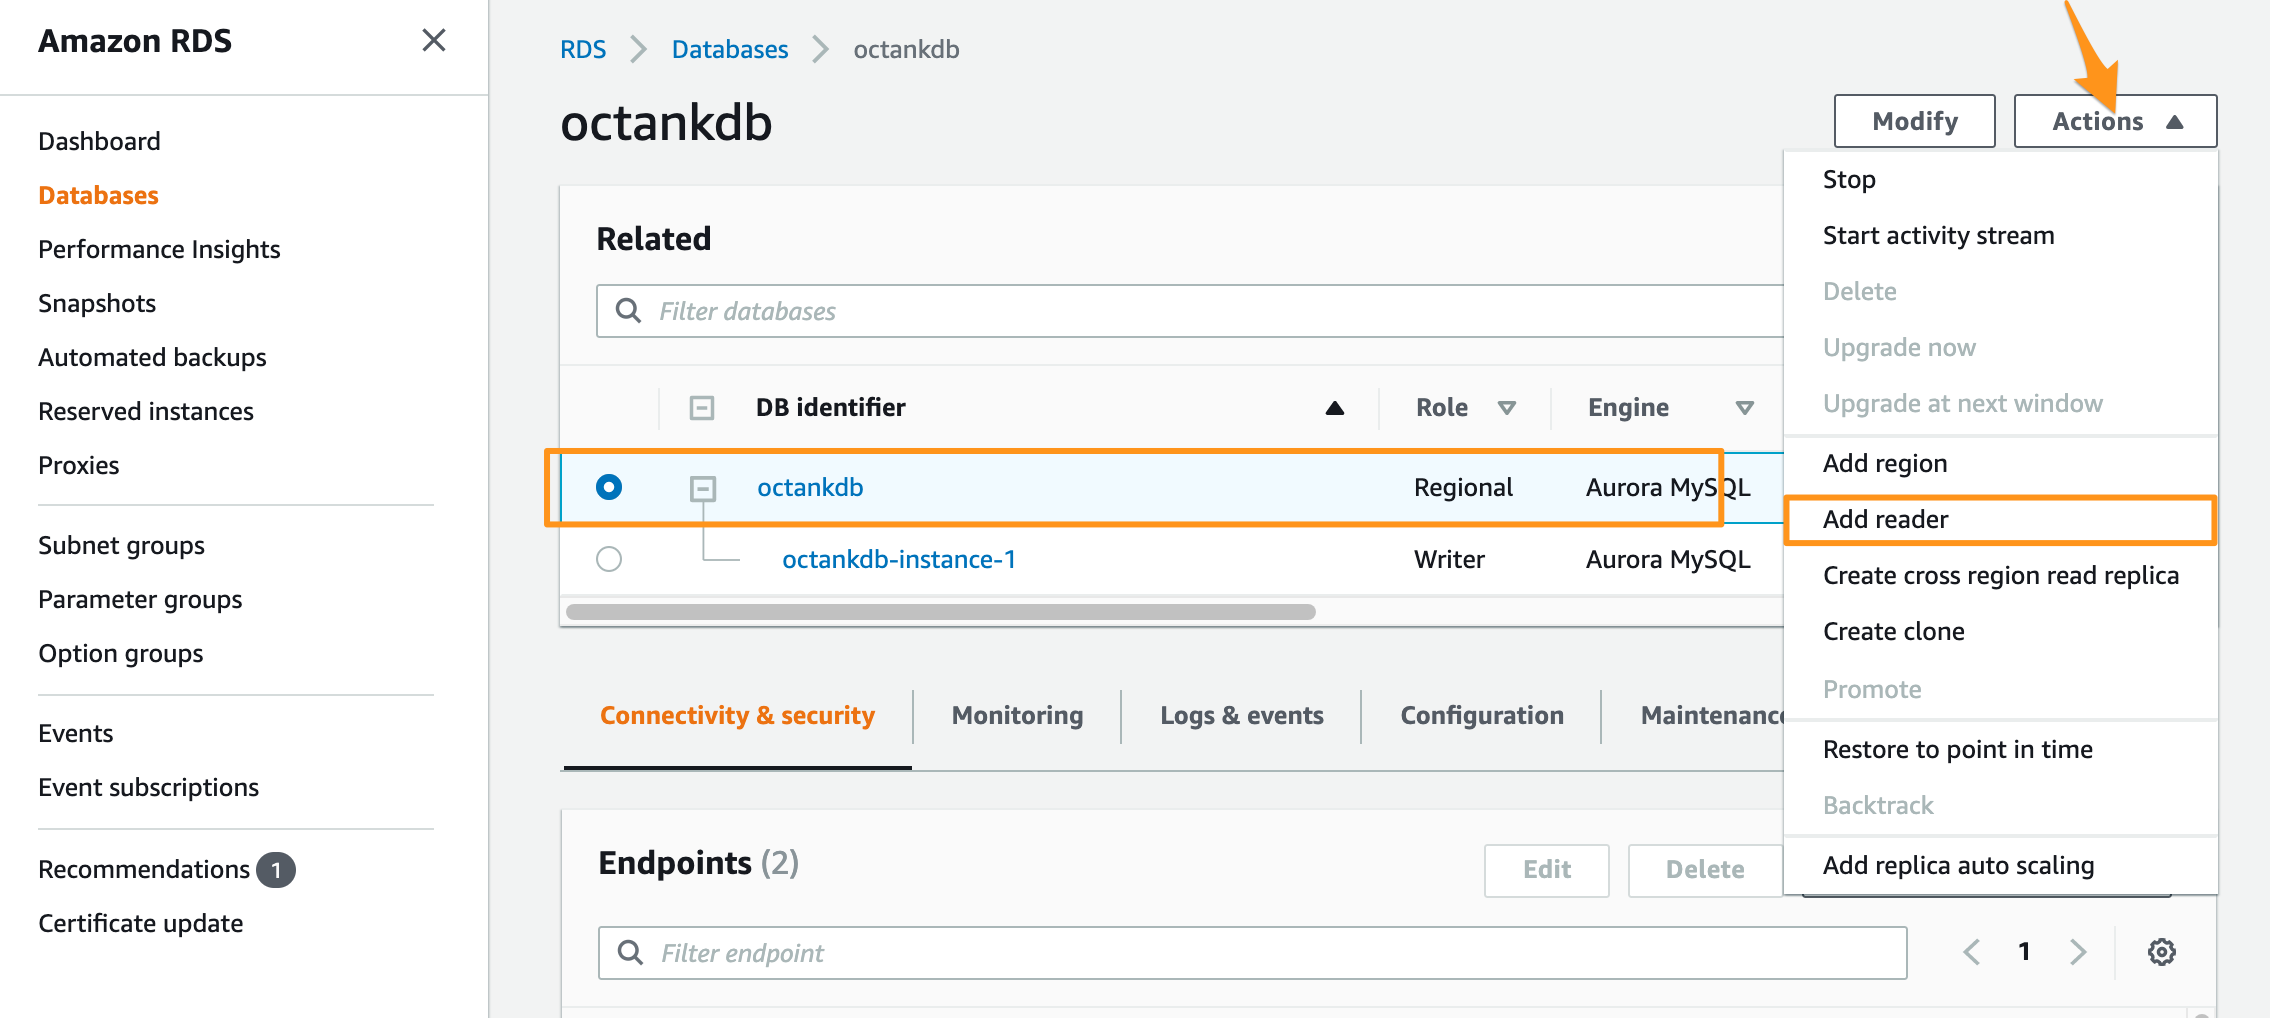 Amazon RDS
Dashboard
Databases
Performance Insights
Snapshots
Automated backups
Reserved instances
Proxies
Subnet groups
Parameter groups
Option groups
Events
Event subscriptions
Recommendations 1
Certificate update
RDS Databases octankdb
octankdb
Modify Actions
Related
Filter databases
DB identifier Role Engine
octankdb Regional Aurora MySQL
octankdb-instance-1 Writer Aurora MySQL
Stop
Start activity stream
Delete
Upgrade now
Upgrade at next window
Add region
Add reader
Create cross region read replica
Create clone
Promote
Restore to point in time
Backtrack
Add replica auto scaling
Connectivity & security Monitoring Logs & events Configuration Maintenanc
Endpoints (2)
Edit Delete
Filter endpoint
1